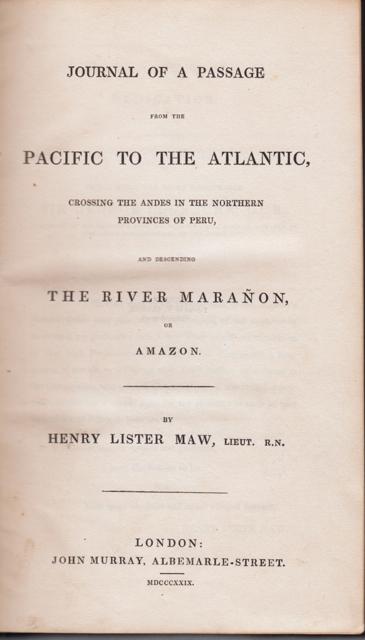 JOURNAL OF A PASSAGE
FROM THE
PACIFIC TO THE ATLANTIC,
CROSSING THE ANDES IN THE NORTHERN
PROVINCES OF PERU,
AND DESCENDING
THE RIVER MARAÑON,
OR
AMAZON.
BY
HENRY LISTER MAW, LIEUT. R.N.
LONDON:
JOHN MURRAY, ALBEMARLE-STREET.
MDCCCXXIX.